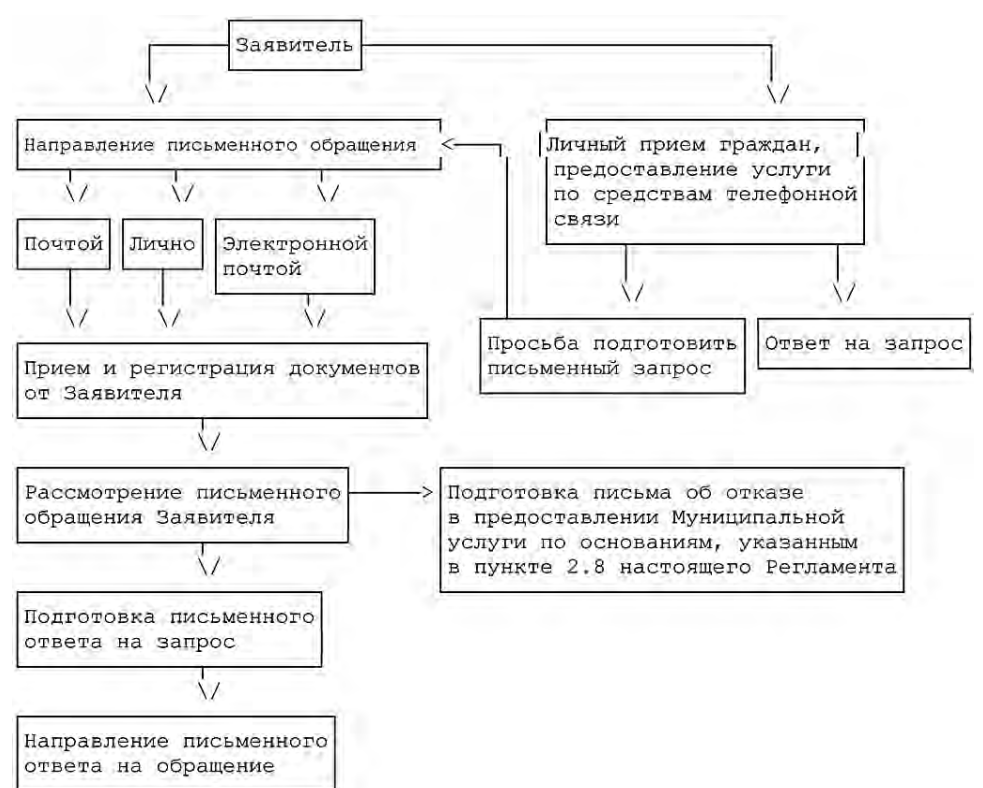 Заявитель
Направление письменного обращения
Личный прием граждан,
предоставление услуги
по средствам телефонной
связи
Почтой
Лично
Электронной
почтой
Просьба подготовить
письменный запрос
Ответ на запрос
Прием и регистрация документов
от Заявителя
Рассмотрение письменного
обращения Заявителя
Подготовка письма об отказе
в предоставлении Муниципальной
услуги по основаниям, указанным
в пункте 2.8 настоящего Регламента
Подготовка письменного
ответа на запрос
Направление письменного
ответа на обращение